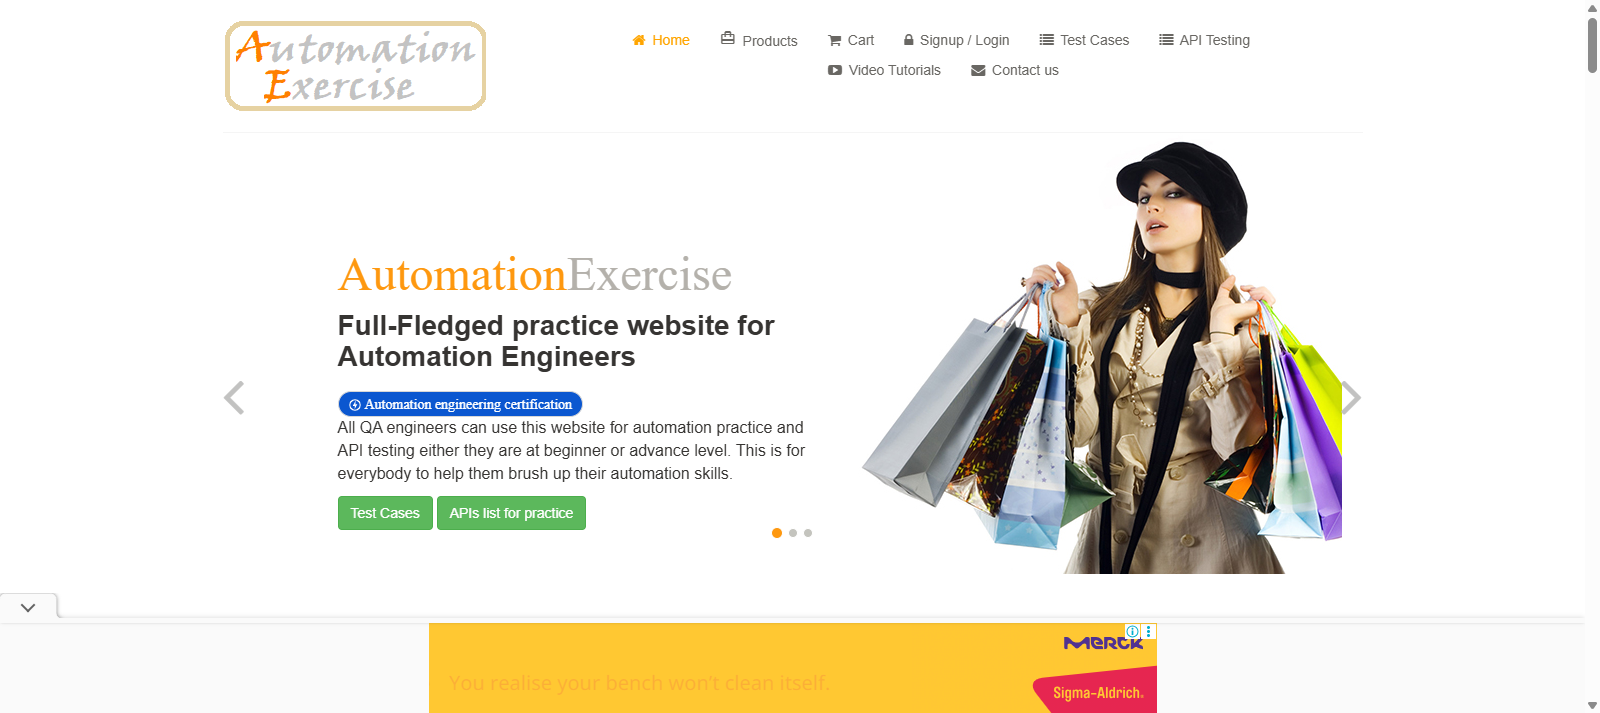 Automation
Exercise
Home
Products
Cart
Signup / Login
Test Cases
API Testing
Video Tutorials
Contact us
AutomationExercise
Full-Fledged practice website for
Automation Engineers
Automation engineering certification
All QA engineers can use this website for automation practice and
API testing either they are at beginner or advance level. This is for
everybody to help them brush up their automation skills.
Test Cases
APIs list for practice
Merck
You realise your bench won't clean itself.
Sigma-Aldrich®